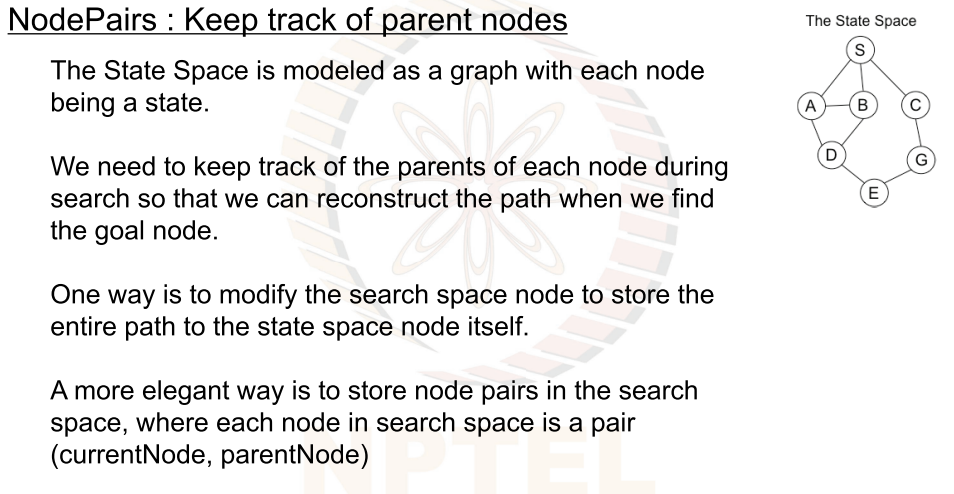 NodePairs : Keep track of parent nodes
The State Space is modeled as a graph with each node
being a state.
We need to keep track of the parents of each node during
search so that we can reconstruct the path when we find
the goal node.
One way is to modify the search space node to store the
entire path to the state space node itself.
A more elegant way is to store node pairs in the search
space, where each node in search space is a pair
(currentNode, parentNode)
NPTEL
The State Space
S
A B C
D G
E